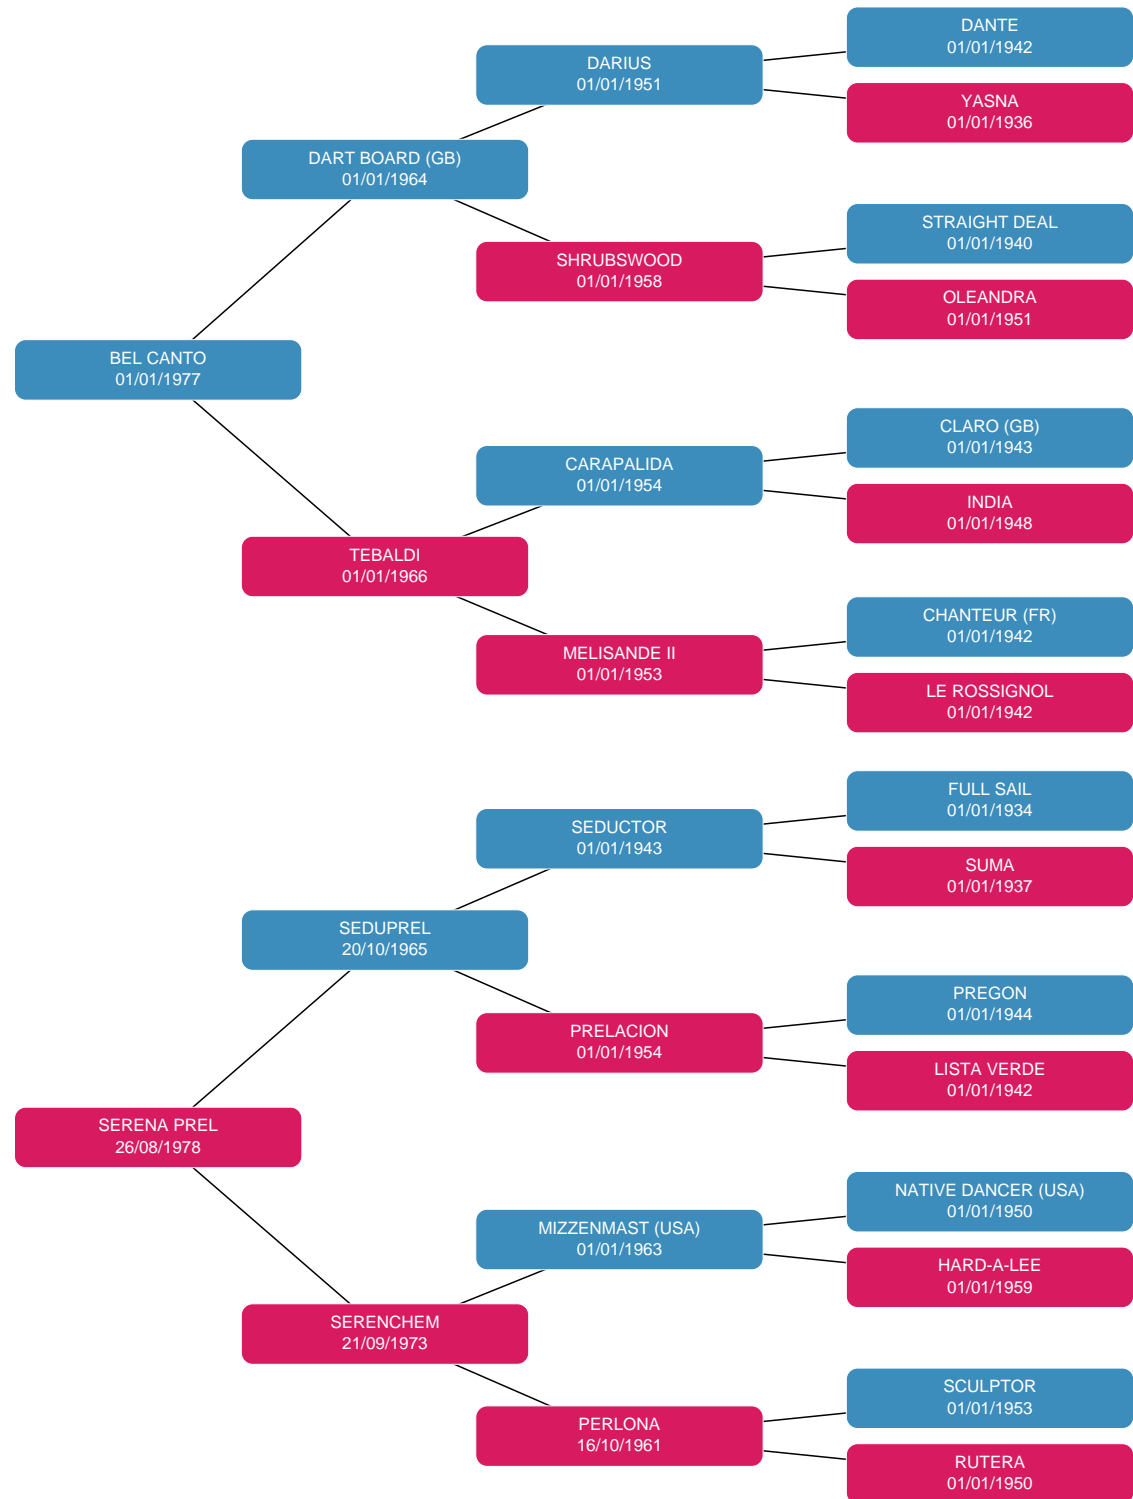 DANTE
01/01/1942
DARIUS
01/01/1951
YASNA
01/01/1936
DART BOARD (GB)
01/01/1964
STRAIGHT DEAL
01/01/1940
SHRUBSWOOD
01/01/1958
OLEANDRA
01/01/1951
BEL CANTO
01/01/1977
CLARO (GB)
01/01/1943
CARAPALIDA
01/01/1954
INDIA
01/01/1948
TEBALDI
01/01/1966
CHANTEUR (FR)
01/01/1942
MELISANDE II
01/01/1953
LE ROSSIGNOL
01/01/1942
FULL SAIL
01/01/1934
SEDUCTOR
01/01/1943
SUMA
01/01/1937
SEDUPREL
20/10/1965
PREGON
01/01/1944
PRELACION
01/01/1954
LISTA VERDE
01/01/1942
SERENA PREL
26/08/1978
NATIVE DANCER (USA)
01/01/1950
MIZZENMAST (USA)
01/01/1963
HARD-A-LEE
01/01/1959
SERENCHEM
21/09/1973
SCULPTOR
01/01/1953
PERLONA
16/10/1961
RUTERA
01/01/1950